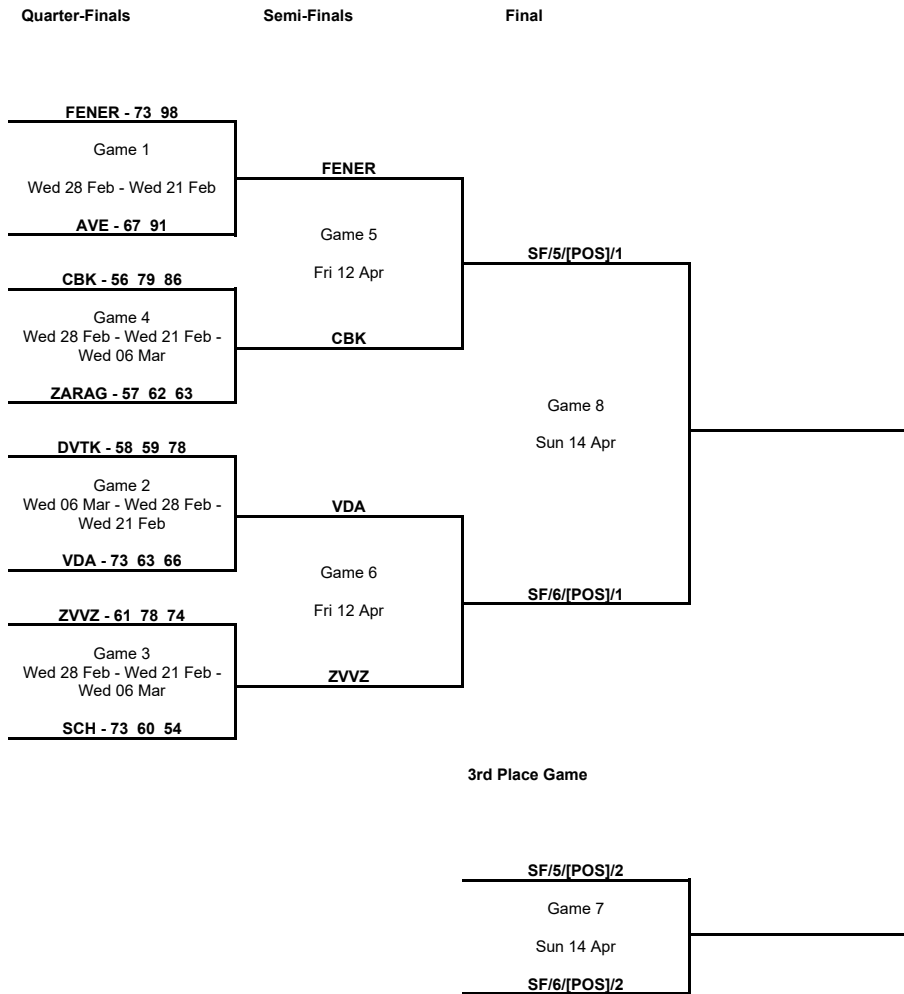 Quarter-Finals
Semi-Finals
Final
FENER - 73 98
Game 1
Wed 28 Feb - Wed 21 Feb
AVE - 67 91
FENER
Game 5
Fri 12 Apr
CBK
CBK - 56 79 86
Game 4
Wed 28 Feb - Wed 21 Feb -
Wed 06 Mar
ZARAG - 57 62 63
SF/5/[POS]/1
Game 8
Sun 14 Apr
SF/6/[POS]/1
DVTK - 58 59 78
Game 2
Wed 06 Mar - Wed 28 Feb -
Wed 21 Feb
VDA - 73 63 66
VDA
Game 6
Fri 12 Apr
ZVVZ
ZVVZ - 61 78 74
Game 3
Wed 28 Feb - Wed 21 Feb -
Wed 06 Mar
SCH - 73 60 54
3rd Place Game
SF/5/[POS]/2
Game 7
Sun 14 Apr
SF/6/[POS]/2